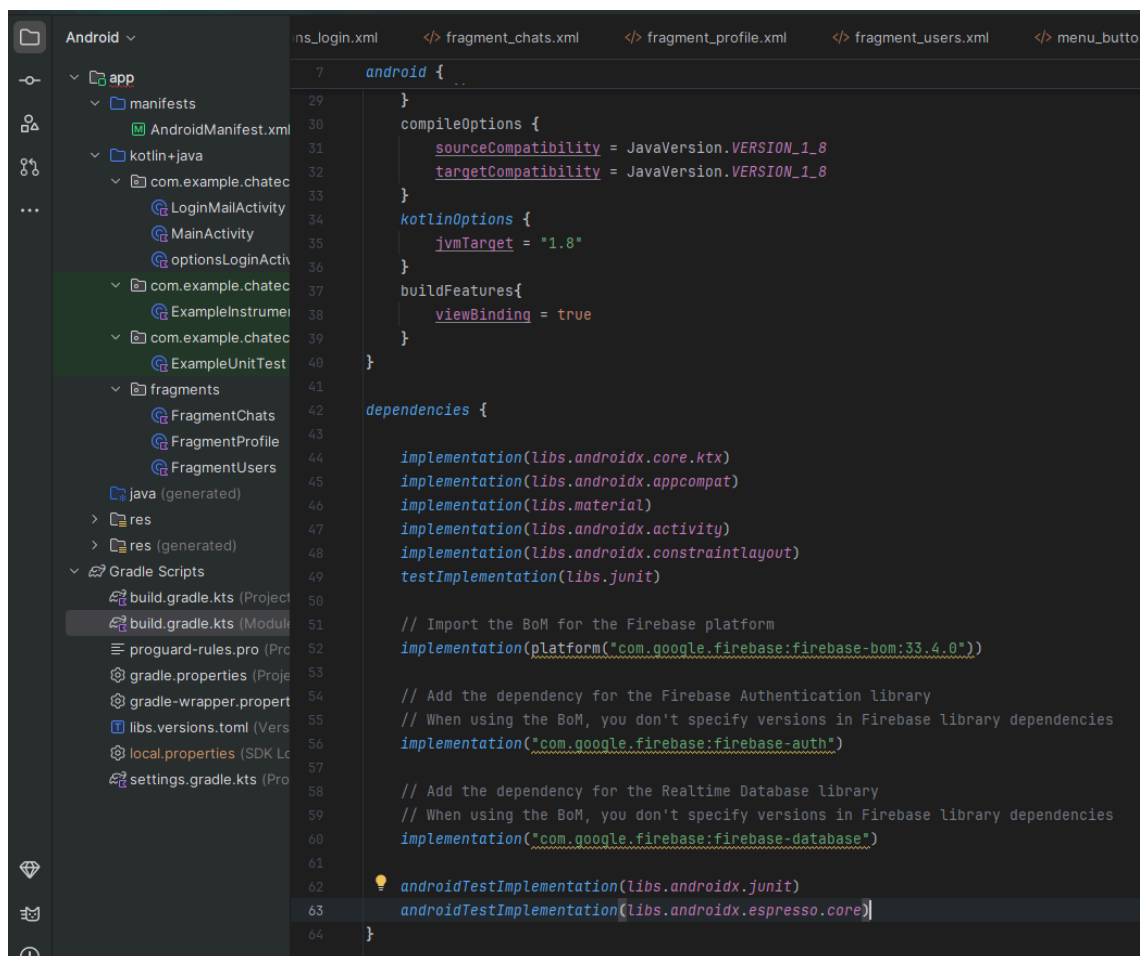 Android
ns_login.xml
</> fragment_chats.xml
</> fragment_profile.xml
</> fragment_users.xml
</> menu_butto
app
manifests
AndroidManifest.xml
kotlin+java
com.example.chatec
LoginMailActivity
MainActivity
optionsLoginActiv
com.example.chatec
ExampleInstrume
com.example.chatec
ExampleUnitTest
fragments
FragmentChats
FragmentProfile
FragmentUsers
java (generated)
res
res (generated)
Gradle Scripts
build.gradle.kts (Project
build.gradle.kts (Module
proguard-rules.pro (Pro
gradle.properties (Proje
gradle-wrapper.propert
libs.versions.toml (Vers
local.properties (SDK Lo
settings.gradle.kts (Pro
7 android {
29 }
30 compileOptions {
31 sourceCompatibility = JavaVersion.VERSION_1_8
32 targetCompatibility = JavaVersion.VERSION_1_8
33 }
34 kotlinOptions {
35 jvmTarget = "1.8"
36 }
37 buildFeatures{
38 viewBinding = true
39 }
40 }
41
42 dependencies {
43
44 implementation(libs.androidx.core.ktx)
45 implementation(libs.androidx.appcompat)
46 implementation(libs.material)
47 implementation(libs.androidx.activity)
48 implementation(libs.androidx.constraintlayout)
49 testImplementation(libs.junit)
50
51 // Import the BoM for the Firebase platform
52 implementation(platform("com.google.firebase:firebase-bom:33.4.0"))
53
54 // Add the dependency for the Firebase Authentication library
55 // When using the BoM, you don't specify versions in Firebase library dependencies
56 implementation("com.google.firebase:firebase-auth")
57
58 // Add the dependency for the Realtime Database library
59 // When using the BoM, you don't specify versions in Firebase library dependencies
60 implementation("com.google.firebase:firebase-database")
61
62 androidTestImplementation(libs.androidx.junit)
63 androidTestImplementation(libs.androidx.espresso.core)
64 }